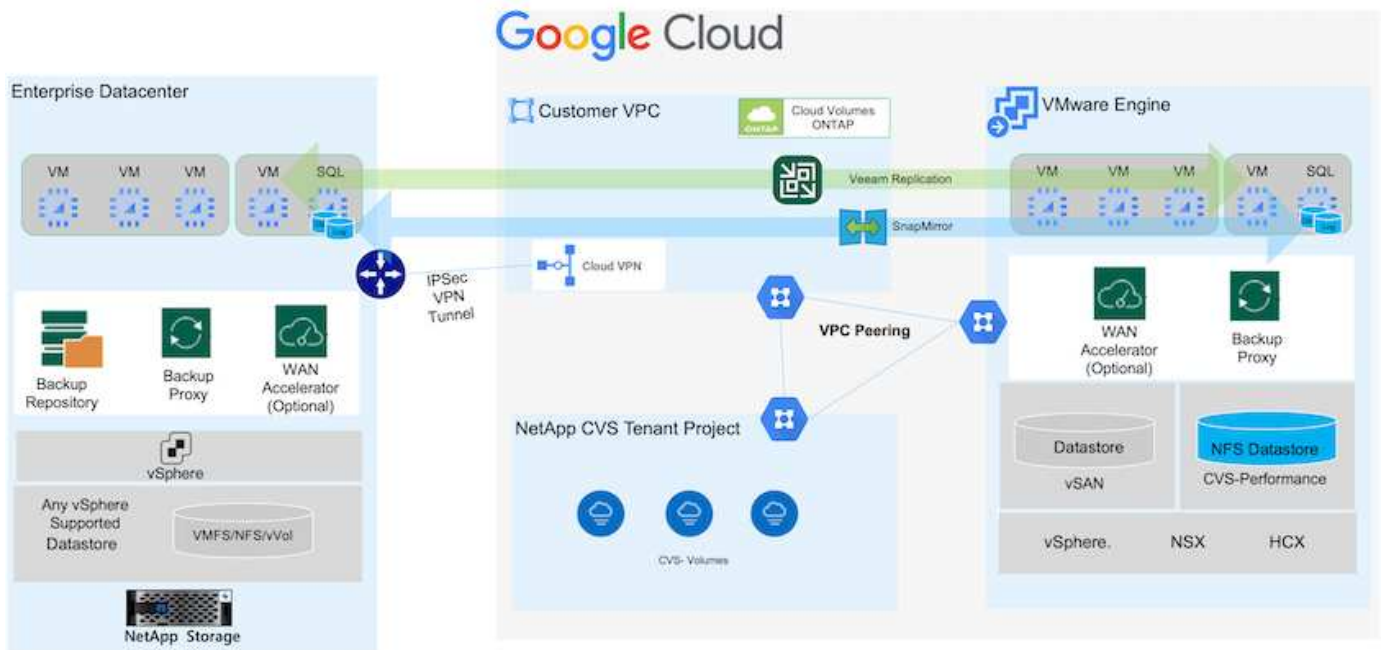 Google Cloud
Enterprise Datacenter
VM
VM
VM
VM
SQL
IPSec
VPN
Tunnel
Backup
Repository
Backup
Proxy
WAN
Accelerator
(Optional)
vSphere
Any vSphere
Supported
Datastore
VMFS/NFS/vVol
NetApp Storage
Customer VPC
ONTAP
Cloud Volumes
ONTAP
Veeam Replication
SnapMirror
Cloud VPN
VPC Peering
NetApp CVS Tenant Project
CVS- Volumes
VMware Engine
VM
VM
VM
VM
SQL
WAN
Accelerator
(Optional)
Backup
Proxy
Datastore
vSAN
NFS Datastore
CVS-Performance
vSphere.
NSX
HCX